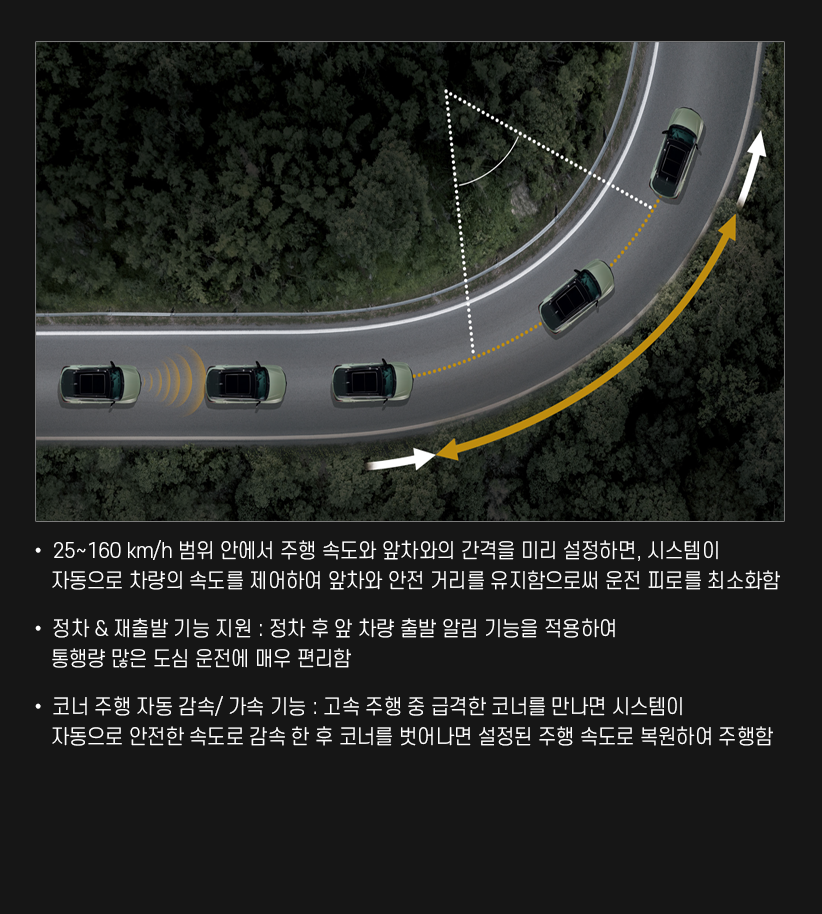 • 25~160 km/h 범위 안에서 주행 속도와 앞차와의 간격을 미리 설정하면, 시스템이
자동으로 차량의 속도를 제어하여 앞차와 안전 거리를 유지함으로써 운전 피로를 최소화함
• 정차 & 재출발 기능 지원 : 정차 후 앞 차량 출발 알림 기능을 적용하여
통행량 많은 도심 운전에 매우 편리함
• 코너 주행 자동 감속/ 가속 기능 : 고속 주행 중 급격한 코너를 만나면 시스템이
자동으로 안전한 속도로 감속 한 후 코너를 벗어나면 설정된 주행 속도로 복원하여 주행함